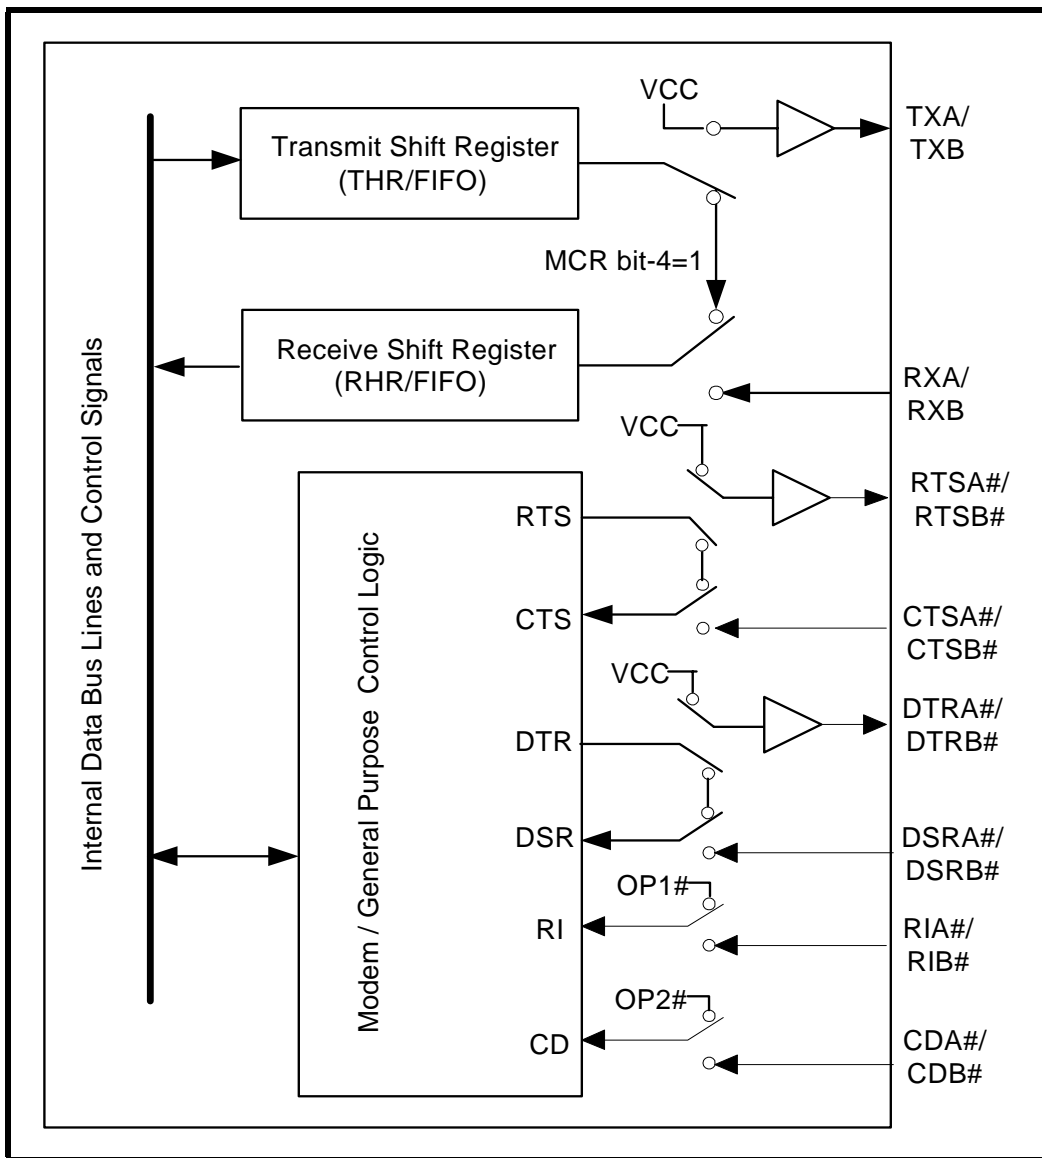 VCC
TXA/
TXB
Transmit Shift Register
(THR/FIFO)
MCR bit-4=1
Receive Shift Register
(RHR/FIFO)
RXA/
RXB
VCC
RTSA#/
RTSB#
RTS
CTS
CTSA#/
CTSB#
VCC
DTRA#/
DTRB#
DTR
DSR
DSRA#/
DSRB#
OP1#
RI
RIA#/
RIB#
OP2#
CD
CDA#/
CDB#
Internal Data Bus Lines and Control Signals
Modem / General Purpose Control Logic